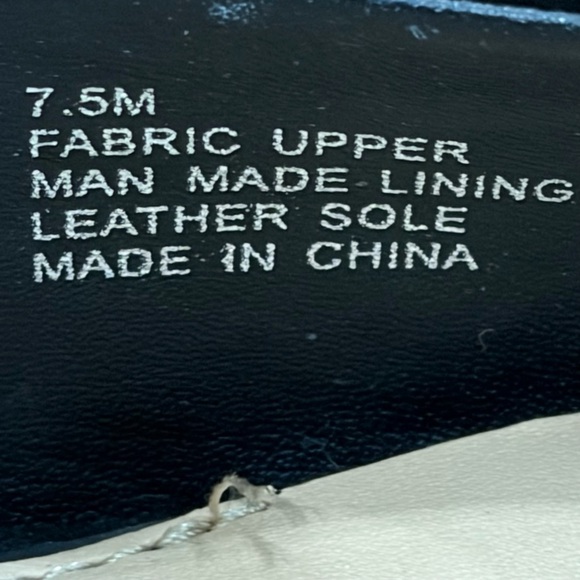 7.5M
FABRIC UPPER
MAN MADE LINING
LEATHER SOLE
MADE IN CHINA